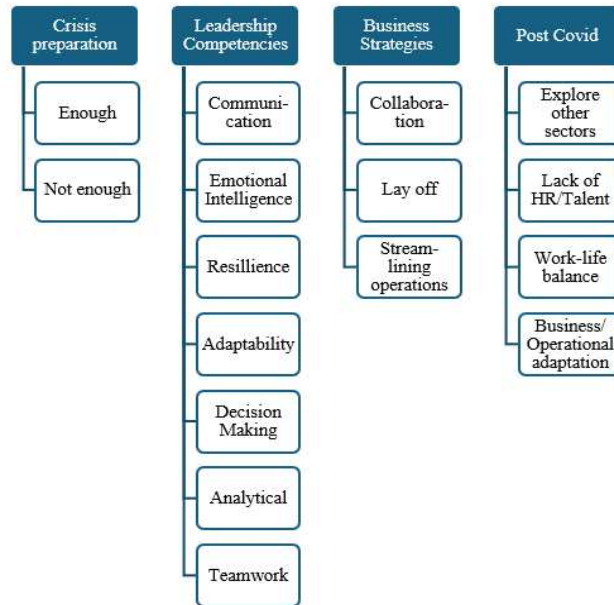 Crisis
preparation
Enough
Not enough
Leadership
Competencies
Communi-
cation
Emotional
Intelligence
Resillience
Adaptability
Decision
Making
Analytical
Teamwork
Business
Strategies
Collabora-
tion
Lay off
Stream-
lining
operations
Post Covid
Explore
other
sectors
Lack of
HR/Talent
Work-life
balance
Business/
Operational
adaptation